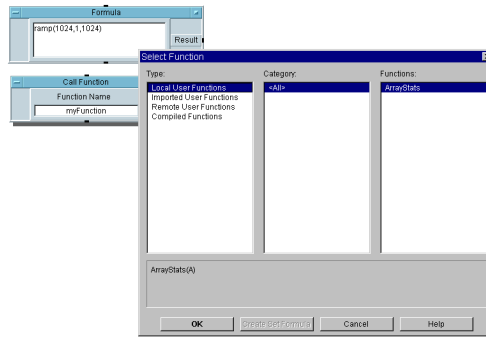 Formula
ramp(1024,1,1024)
Result
Call Function
Function Name
myFunction
Select Function
Type:
Category:
Functions:
Local User Functions
Imported User Functions
Remote User Functions
Compiled Functions
<All>
ArrayStats
ArrayStats(A)
OK
Create Get Formula
Cancel
Help